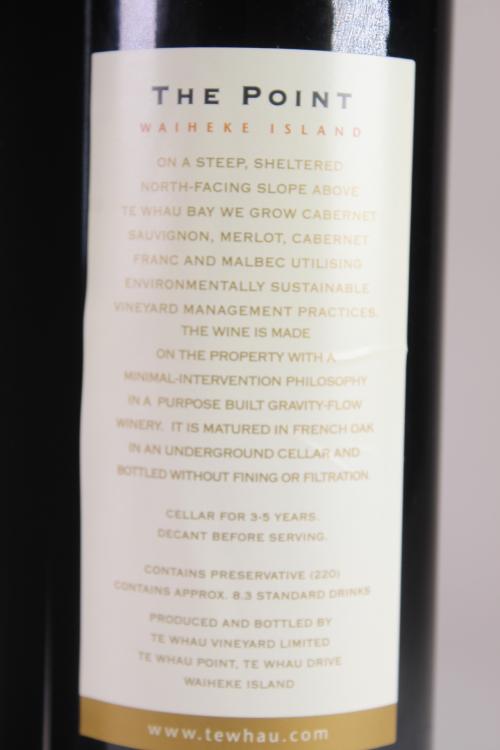 THE POINT
WAIHEKE ISLAND
ON A STEEP, SHELTERED
NORTH-FACING SLOPE ABOVE
TE WHAU BAY WE GROW CABERNET
SAUVIGNON, MERLOT, CABERNET
FRANC AND MALBEC UTILISING
ENVIRONMENTALLY SUSTAINABLE
VINEYARD MANAGEMENT PRACTICES.
THE WINE IS MADE
ON THE PROPERTY WITH A
MINIMAL-INTERVENTION PHILOSOPHY
IN A PURPOSE BUILT GRAVITY-FLOW
WINERY. IT IS MATURED IN FRENCH OAK
IN AN UNDERGROUND CELLAR AND
BOTTLED WITHOUT FINING OR FILTRATION.
CELLAR FOR 3-5 YEARS.
DECANT BEFORE SERVING.
CONTAINS PRESERVATIVE (220)
CONTAINS APPROX. 8.3 STANDARD DRINKS
PRODUCED AND BOTTLED BY
TE WHAU VINEYARD LIMITED
TE WHAU POINT, TE WHAU DRIVE
WAIHEKE ISLAND
www.tewhau.com